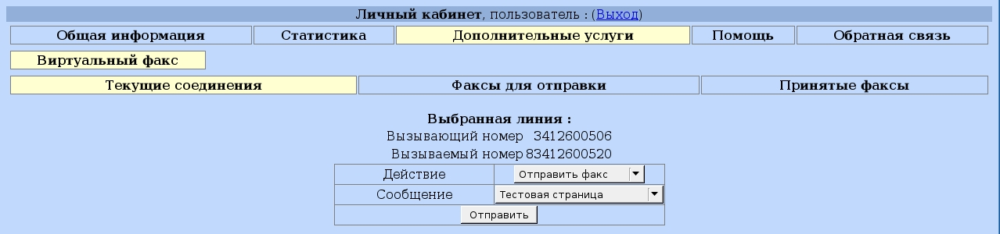 Личный кабинет, пользователь : (Выход)
Общая информация Статистика Дополнительные услуги Помощь Обратная связь
Виртуальный факс
Текущие соединения Факсы для отправки Принятые факсы
Выбранная линия :
Вызывающий номер 3412600506
Вызываемый номер 83412600520
Действие Отправить факс
Сообщение Тестовая страница
Отправить